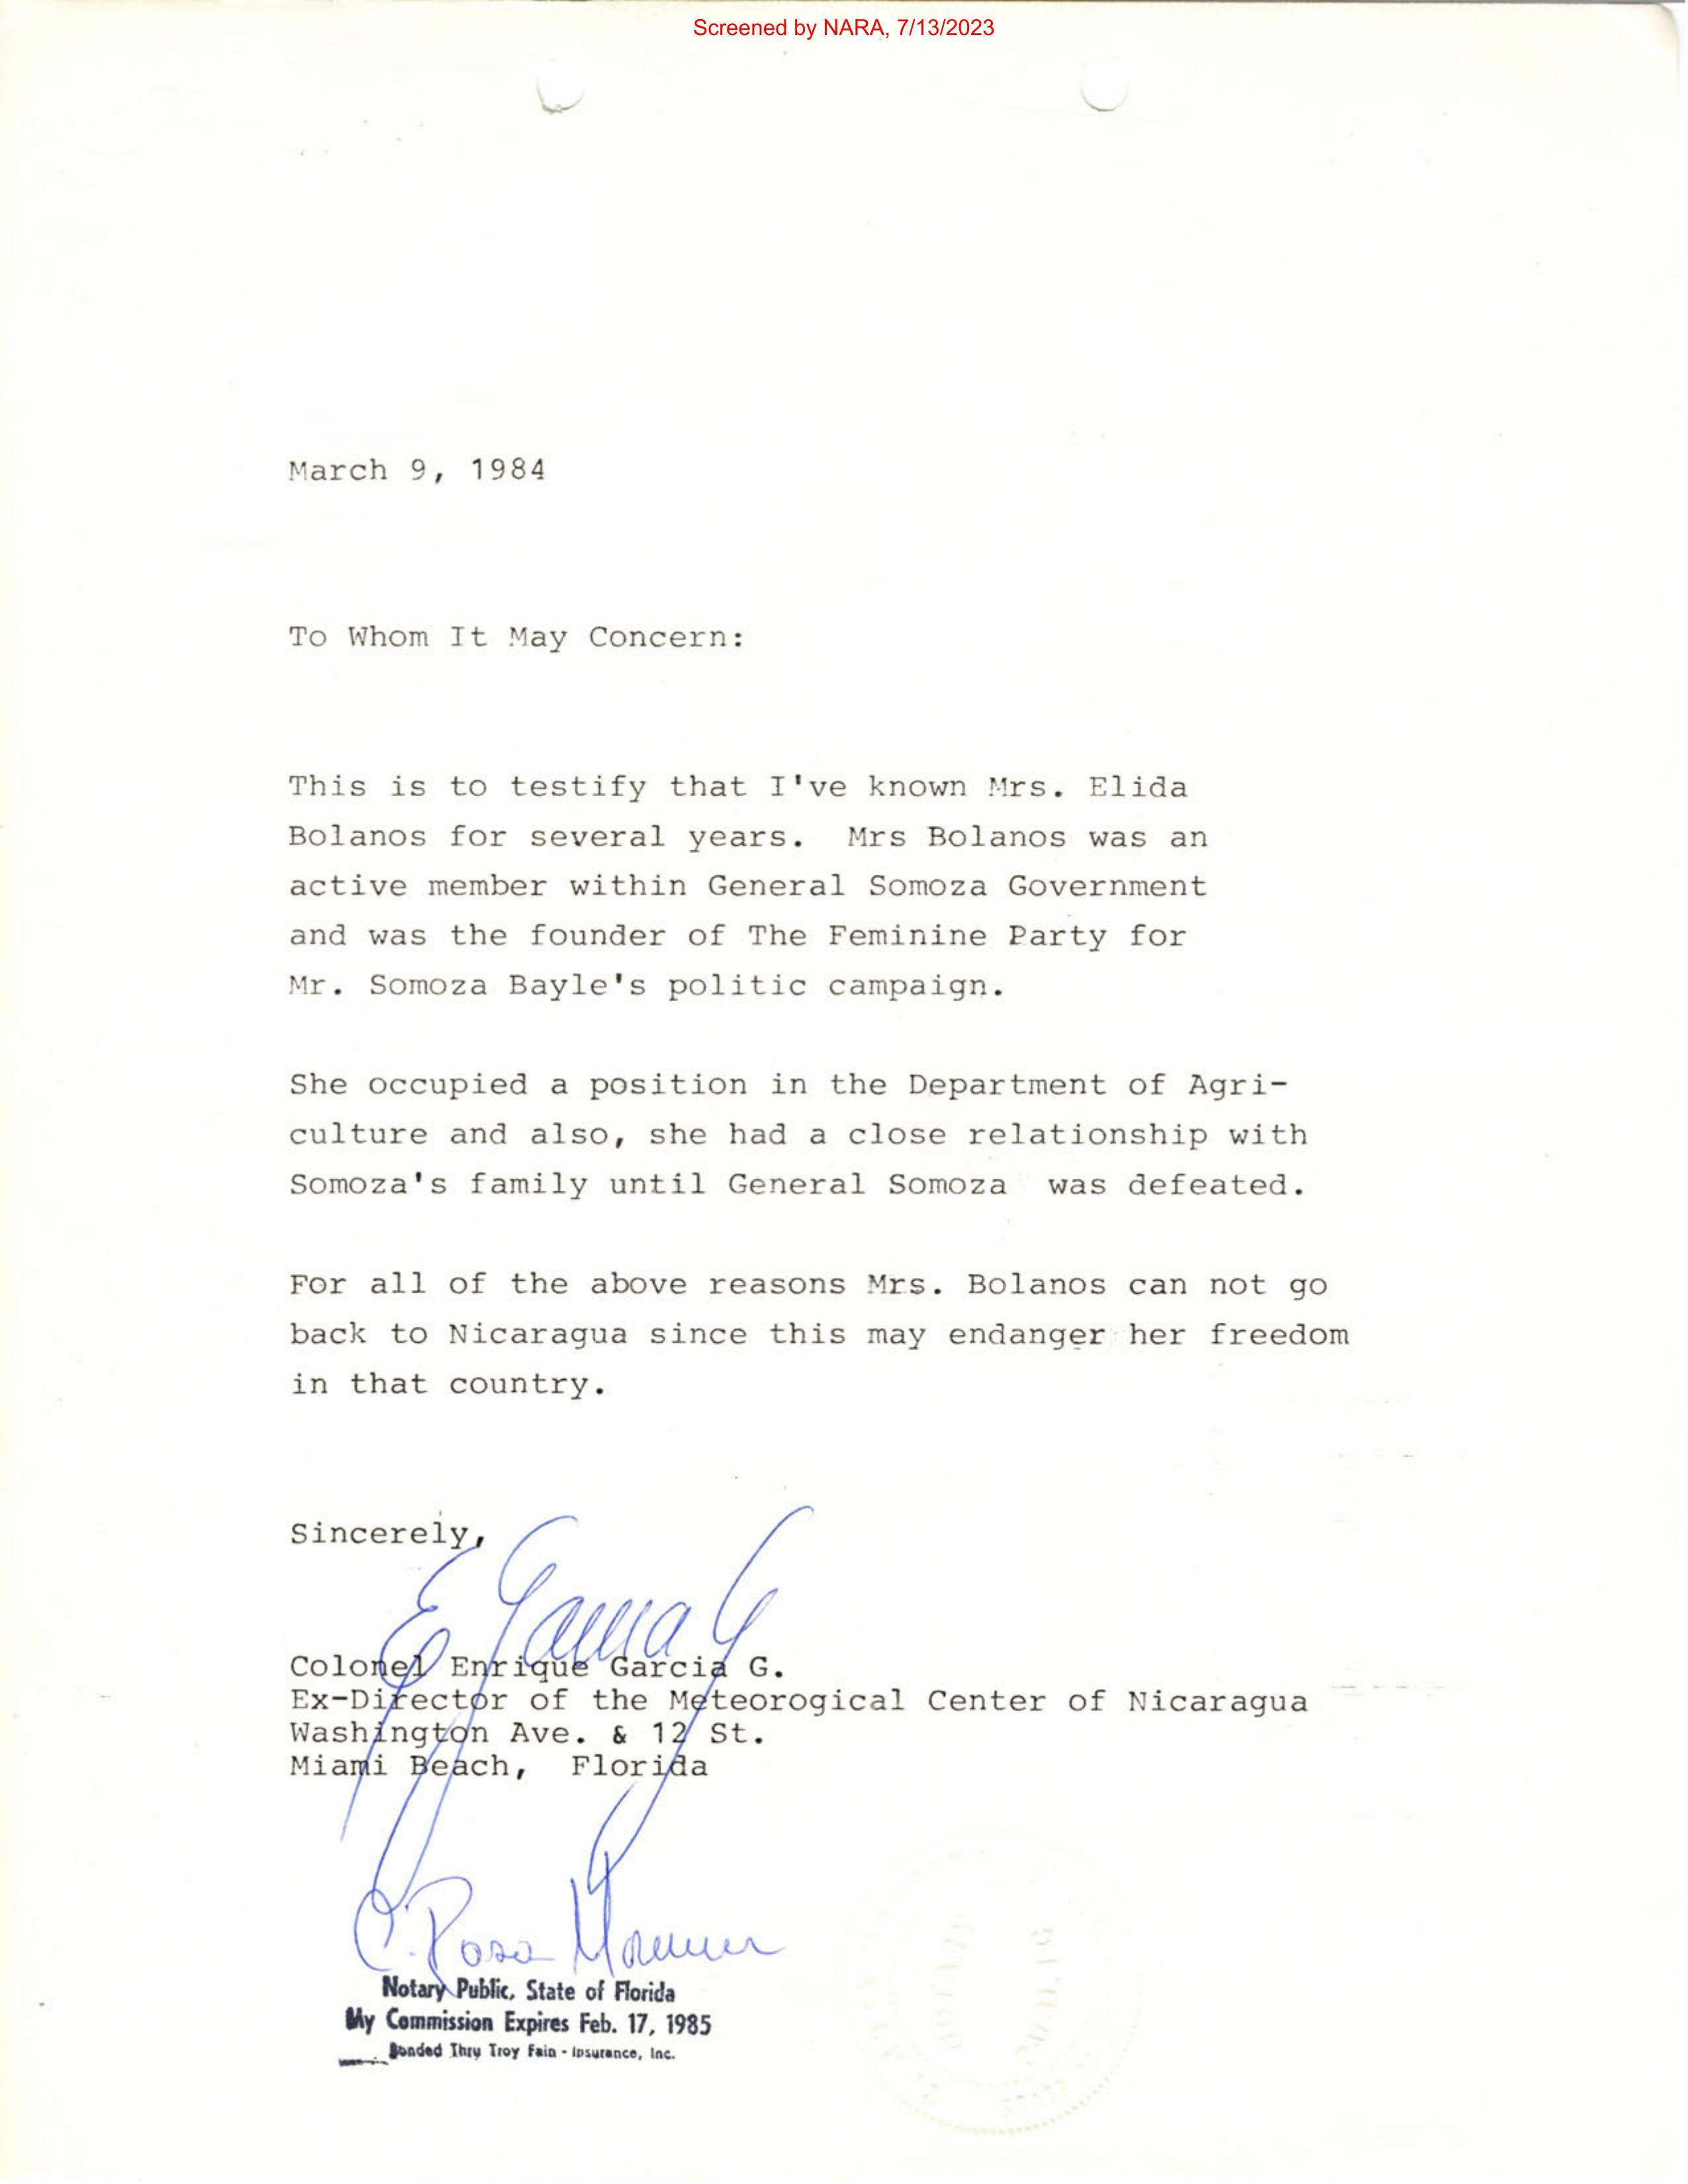 Screened by NARA, 7/13/2023
March 9, 1984
To Whom It May Concern:
This is to testify that I've known Mrs. Elida
Bolanos for several years. Mrs Bolanos was an
active member within General Somoza Government
and was the founder of The Feminine Party for
Mr. Somoza Bayle's politic campaign.
She occupied a position in the Department of Agri-
culture and also, she had a close relationship with
Somoza's family until General Somoza was defeated.
For all of the above reasons Mrs. Bolanos can not go
back to Nicaragua since this may endanger her freedom
in that country.
Sincerely,
E Garcia G
Colonel Enrique Garcia G.
Ex-Director of the Meteorogical Center of Nicaragua
Washington Ave. & 12 St.
Miami Beach, Florida
C. Rosa
Notary Public, State of Florida
My Commission Expires Feb. 17, 1985
Bonded Thru Troy Fain - Insurance, Inc.